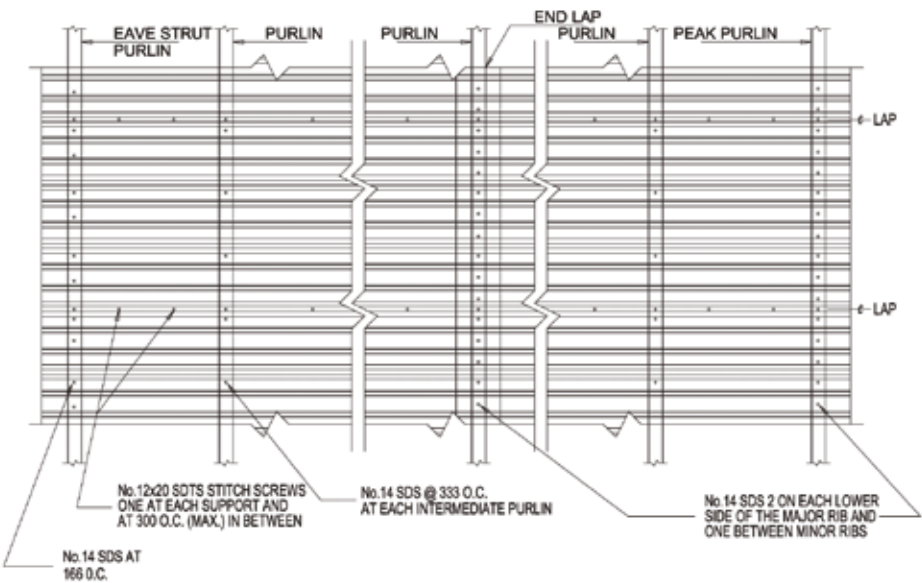 END LAP
EAVE STRUT
PURLIN
PURLIN
PURLIN
PURLIN
PEAK PURLIN
℄ LAP
℄ LAP
No.12x20 SDTS STITCH SCREWS
ONE AT EACH SUPPORT AND
AT 300 O.C. (MAX.) IN BETWEEN
No.14 SDS @ 333 O.C.
AT EACH INTERMEDIATE PURLIN
No.14 SDS 2 ON EACH LOWER
SIDE OF THE MAJOR RIB AND
ONE BETWEEN MINOR RIBS
No.14 SDS AT
166 O.C.